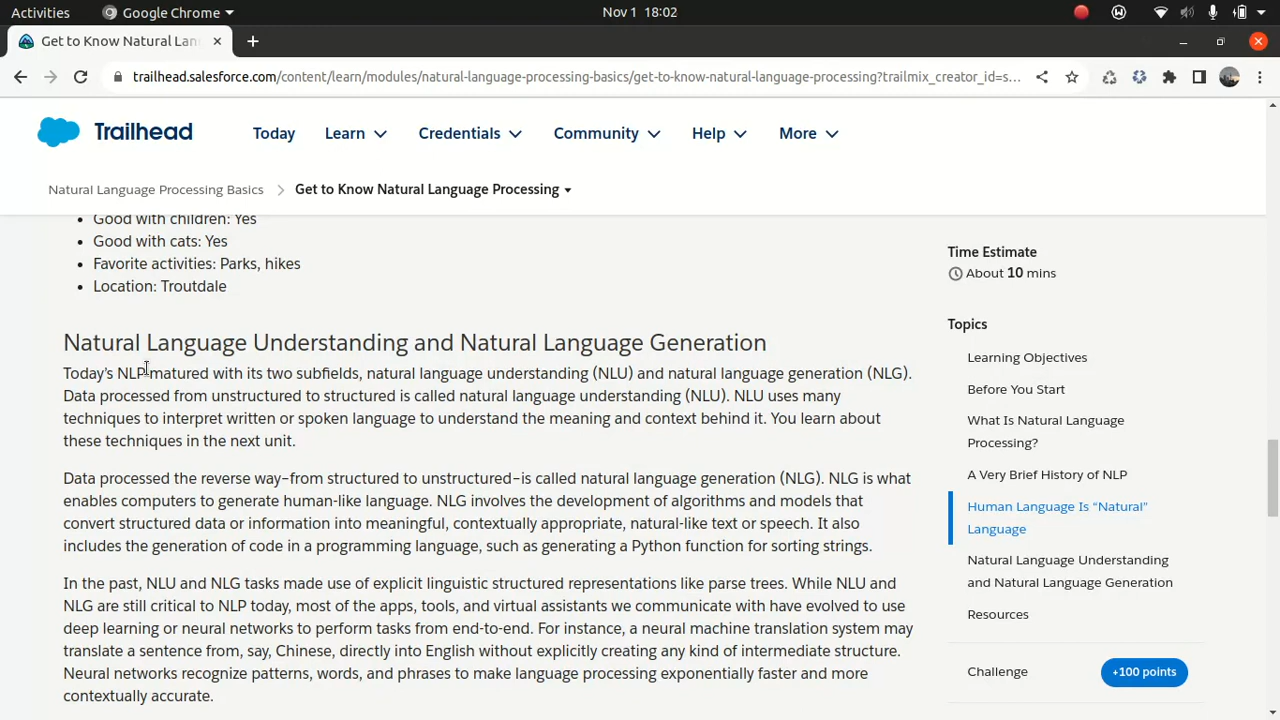 Activities
Google Chrome
Nov 1 18:02
Get to Know Natural Lan
trailhead.salesforce.com/content/learn/modules/natural-language-processing-basics/get-to-know-natural-language-processing?trailmix_creator_id=s...
Trailhead
Today
Learn
Credentials
Community
Help
More
Natural Language Processing Basics
Get to Know Natural Language Processing
• Good with children: Yes
• Good with cats: Yes
• Favorite activities: Parks, hikes
• Location: Troutdale
Natural Language Understanding and Natural Language Generation
Today's NLP matured with its two subfields, natural language understanding (NLU) and natural language generation (NLG).
Data processed from unstructured to structured is called natural language understanding (NLU). NLU uses many
techniques to interpret written or spoken language to understand the meaning and context behind it. You learn about
these techniques in the next unit.
Data processed the reverse way–from structured to unstructured–is called natural language generation (NLG). NLG is what
enables computers to generate human-like language. NLG involves the development of algorithms and models that
convert structured data or information into meaningful, contextually appropriate, natural-like text or speech. It also
includes the generation of code in a programming language, such as generating a Python function for sorting strings.
In the past, NLU and NLG tasks made use of explicit linguistic structured representations like parse trees. While NLU and
NLG are still critical to NLP today, most of the apps, tools, and virtual assistants we communicate with have evolved to use
deep learning or neural networks to perform tasks from end-to-end. For instance, a neural machine translation system may
translate a sentence from, say, Chinese, directly into English without explicitly creating any kind of intermediate structure.
Neural networks recognize patterns, words, and phrases to make language processing exponentially faster and more
contextually accurate.
Time Estimate
About 10 mins
Topics
Learning Objectives
Before You Start
What Is Natural Language
Processing?
A Very Brief History of NLP
Human Language Is “Natural”
Language
Natural Language Understanding
and Natural Language Generation
Resources
Challenge
+100 points